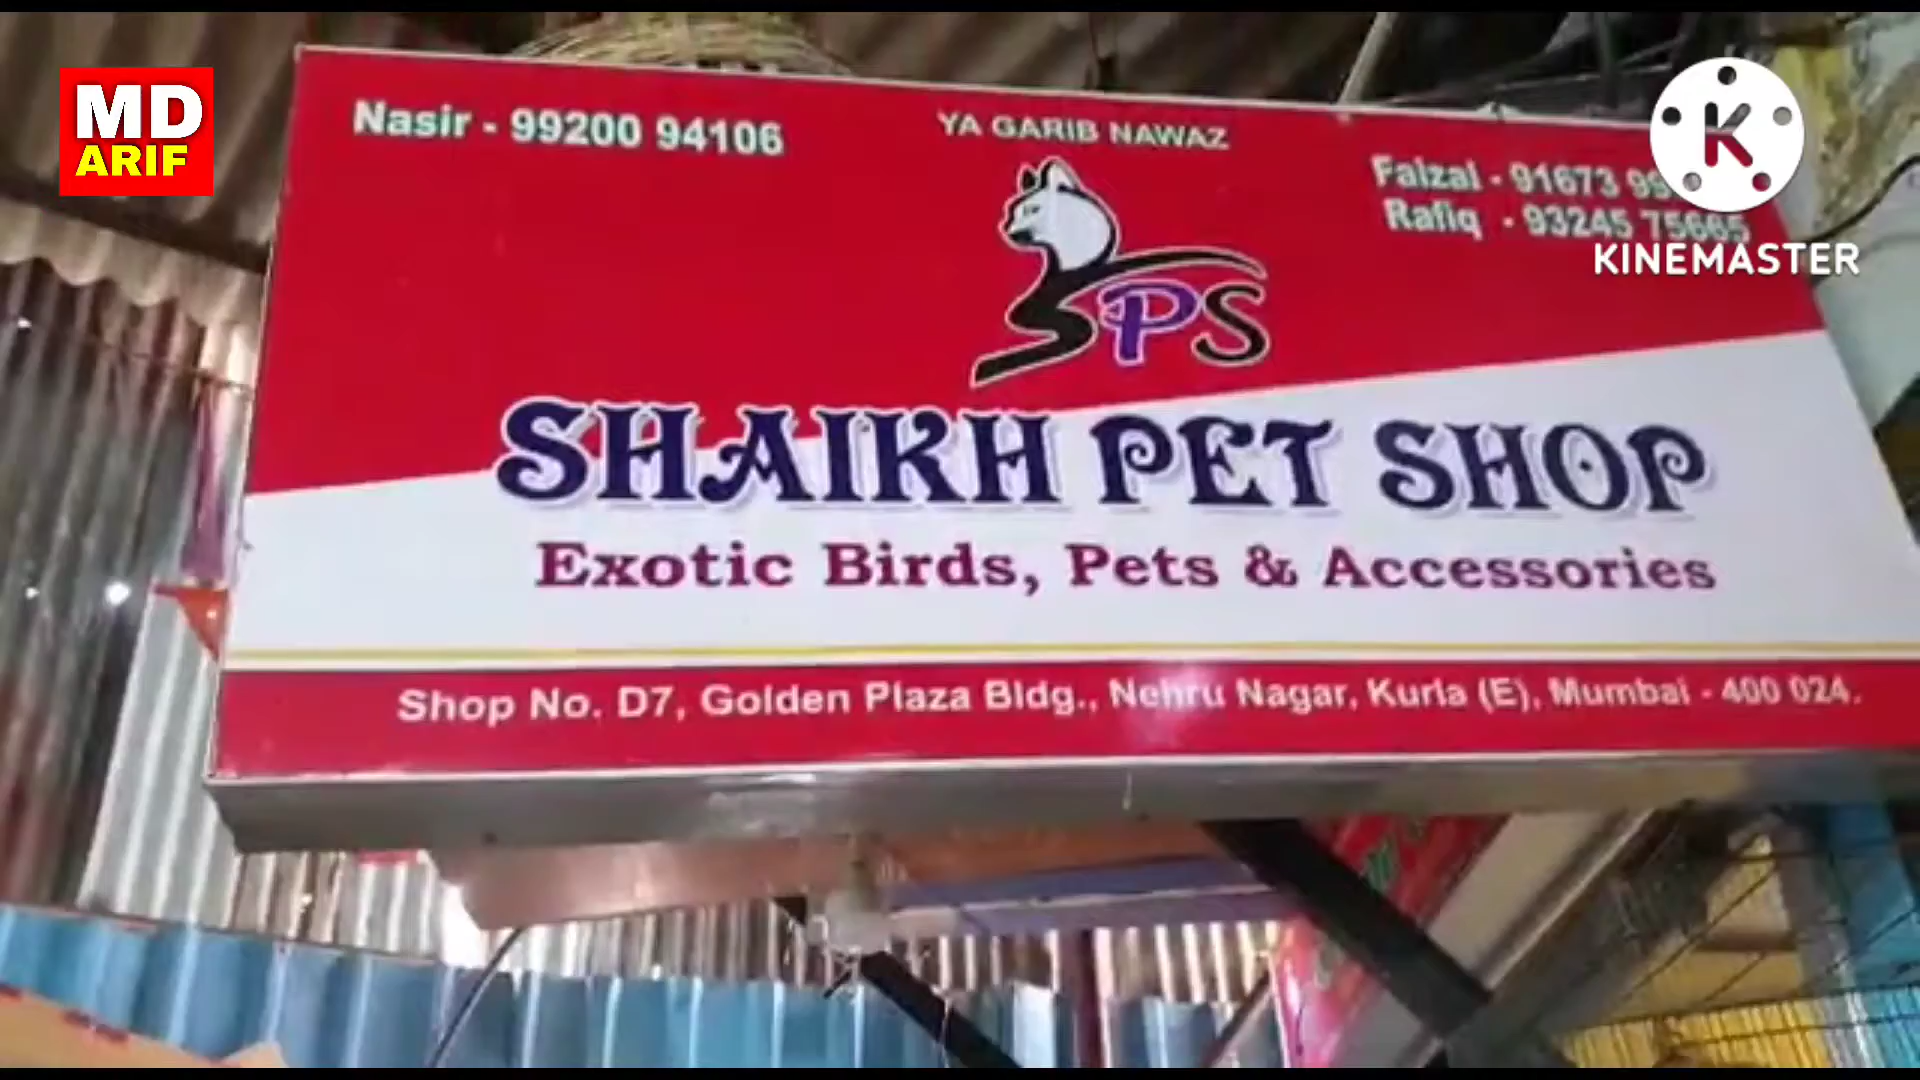 MD
ARIF
Nasir - 99200 94106
YA GARIB NAWAZ
Faizal - 91673
Rafiq - 93245 75665
KINEMASTER
SPS
SHAIKH PET SHOP
Exotic Birds, Pets & Accessories
Shop No. D7, Golden Plaza Bldg., Nehru Nagar, Kurla (E), Mumbai - 400 024.